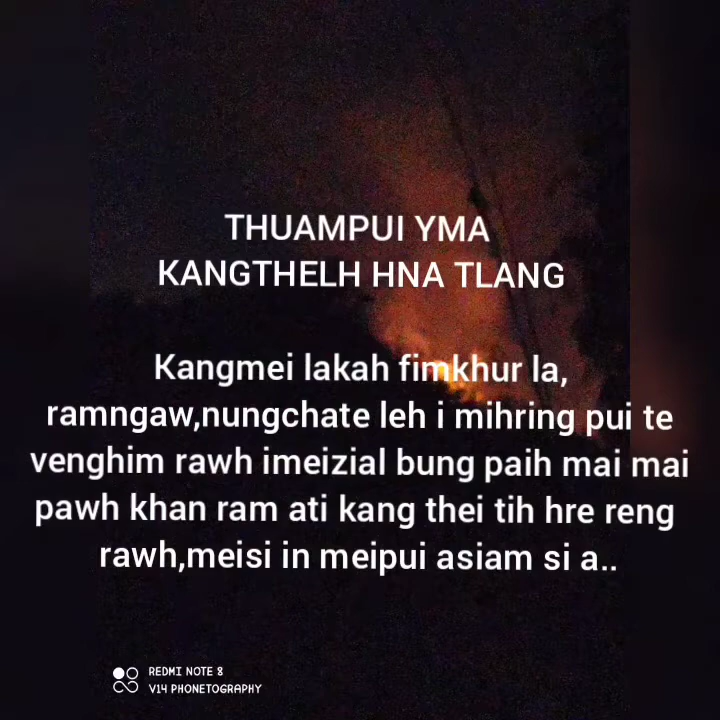 THUAMPUI YMA
KANGTHELH HNA TLANG
Kangmei lakah fimkhur la,
ramngaw,nungchate leh i mihring pui te
venghim rawh imeizial bung paih mai mai
pawh khan ram ati kang thei tih hre reng
rawh,meisi in meipui asiam si a..
REDMI NOTE 8
V14 PHONETOGRAPHY